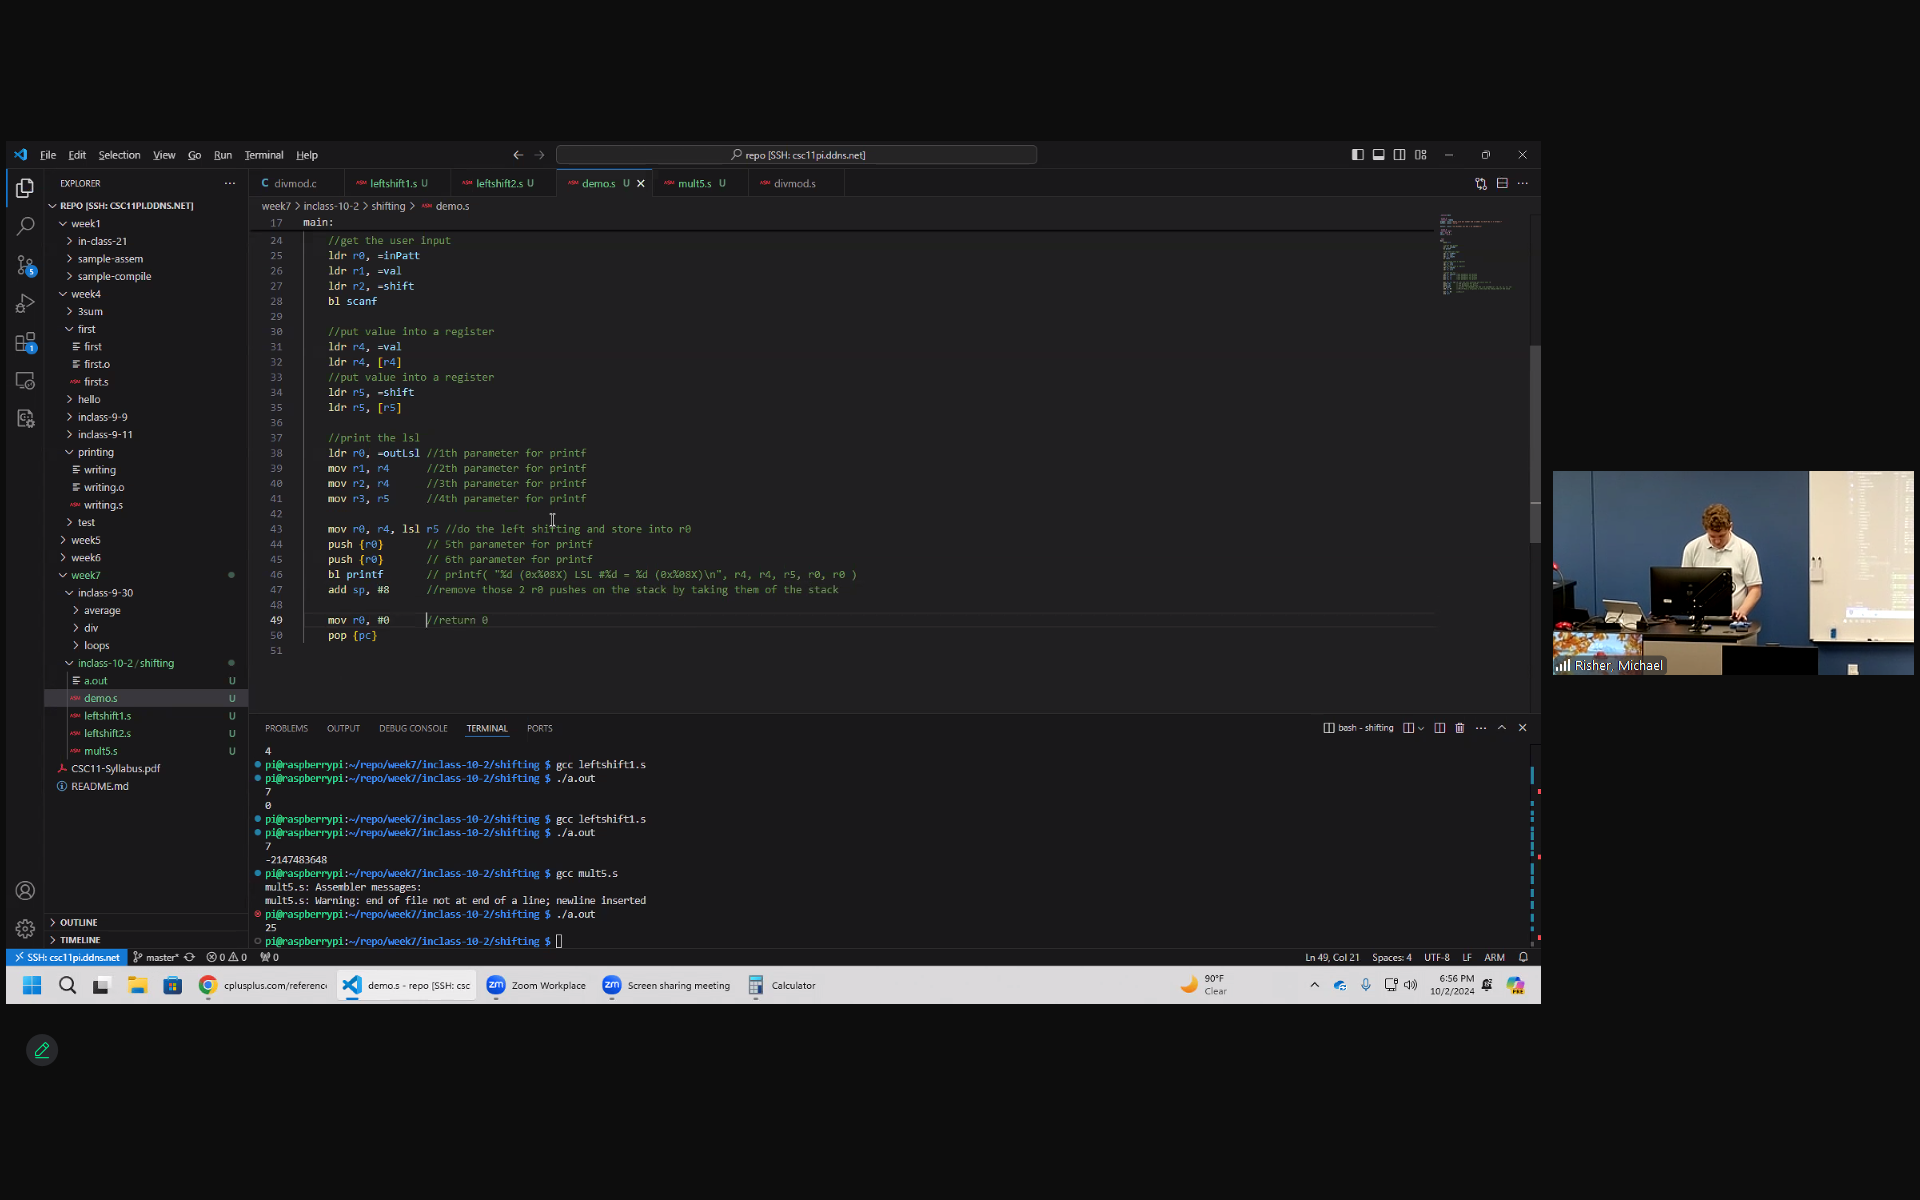 File Edit Selection View Go Run Terminal Help
repo [SSH: csc11pi.ddns.net]
EXPLORER
REPO [SSH: CSC11PI.DDNS.NET]
week1
in-class-21
sample-assem
sample-compile
week4
3sum
first
first
first.o
first.s
hello
inclass-9-9
inclass-9-11
printing
writing
writing.o
writing.s
test
week5
week6
week7
inclass-9-30
average
div
loops
inclass-10-2 / shifting
a.out U
demo.s U
leftshift1.s U
leftshift2.s U
mult5.s U
CSC11-Syllabus.pdf
README.md
OUTLINE
TIMELINE
5
1
C divmod.c
ASM leftshift1.s U
ASM leftshift2.s U
ASM demo.s U
ASM mult5.s U
ASM divmod.s
week7 > inclass-10-2 > shifting > ASM demo.s
17 main:
24 //get the user input
25 ldr r0, =inPatt
26 ldr r1, =val
27 ldr r2, =shift
28 bl scanf
29
30 //put value into a register
31 ldr r4, =val
32 ldr r4, [r4]
33 //put value into a register
34 ldr r5, =shift
35 ldr r5, [r5]
36
37 //print the lsl
38 ldr r0, =outLsl //1th parameter for printf
39 mov r1, r4 //2th parameter for printf
40 mov r2, r4 //3th parameter for printf
41 mov r3, r5 //4th parameter for printf
42
43 mov r0, r4, lsl r5 //do the left shifting and store into r0
44 push {r0} // 5th parameter for printf
45 push {r0} // 6th parameter for printf
46 bl printf // printf( "%d (0x%08X) LSL #%d = %d (0x%08X)\n", r4, r4, r5, r0, r0 )
47 add sp, #8 //remove those 2 r0 pushes on the stack by taking them of the stack
48
49 mov r0, #0 //return 0
50 pop {pc}
51
PROBLEMS OUTPUT DEBUG CONSOLE TERMINAL PORTS
bash - shifting
4
pi@raspberrypi:~/repo/week7/inclass-10-2/shifting $ gcc leftshift1.s
pi@raspberrypi:~/repo/week7/inclass-10-2/shifting $ ./a.out
7
0
pi@raspberrypi:~/repo/week7/inclass-10-2/shifting $ gcc leftshift1.s
pi@raspberrypi:~/repo/week7/inclass-10-2/shifting $ ./a.out
7
-2147483648
pi@raspberrypi:~/repo/week7/inclass-10-2/shifting $ gcc mult5.s
mult5.s: Assembler messages:
mult5.s: Warning: end of file not at end of a line; newline inserted
pi@raspberrypi:~/repo/week7/inclass-10-2/shifting $ ./a.out
25
pi@raspberrypi:~/repo/week7/inclass-10-2/shifting $
SSH: csc11pi.ddns.net master* 0 0 0
Ln 49, Col 21 Spaces: 4 UTF-8 LF ARM
cplusplus.com/referenc
demo.s - repo [SSH: csc
zm Zoom Workplace
zm Screen sharing meeting
Calculator
90°F
Clear
6:56 PM
10/2/2024
Risher, Michael